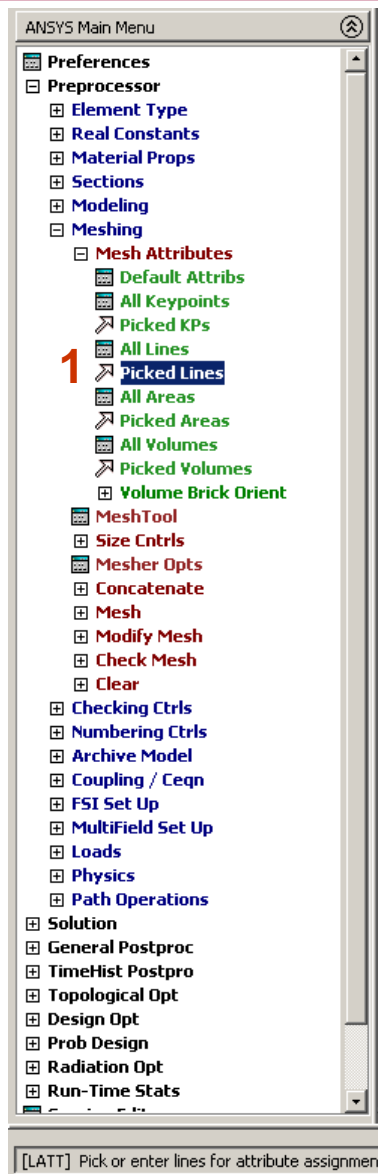 ANSYS Main Menu
Preferences
Preprocessor
Element Type
Real Constants
Material Props
Sections
Modeling
Meshing
Mesh Attributes
Default Attribs
All Keypoints
Picked KPs
All Lines
1 Picked Lines
All Areas
Picked Areas
All Volumes
Picked Volumes
Volume Brick Orient
MeshTool
Size Cntrls
Mesher Opts
Concatenate
Mesh
Modify Mesh
Check Mesh
Clear
Checking Ctrls
Numbering Ctrls
Archive Model
Coupling / Ceqn
FSI Set Up
MultiField Set Up
Loads
Physics
Path Operations
Solution
General Postproc
TimeHist Postpro
Topological Opt
Design Opt
Prob Design
Radiation Opt
Run-Time Stats
[LATT] Pick or enter lines for attribute assignmen